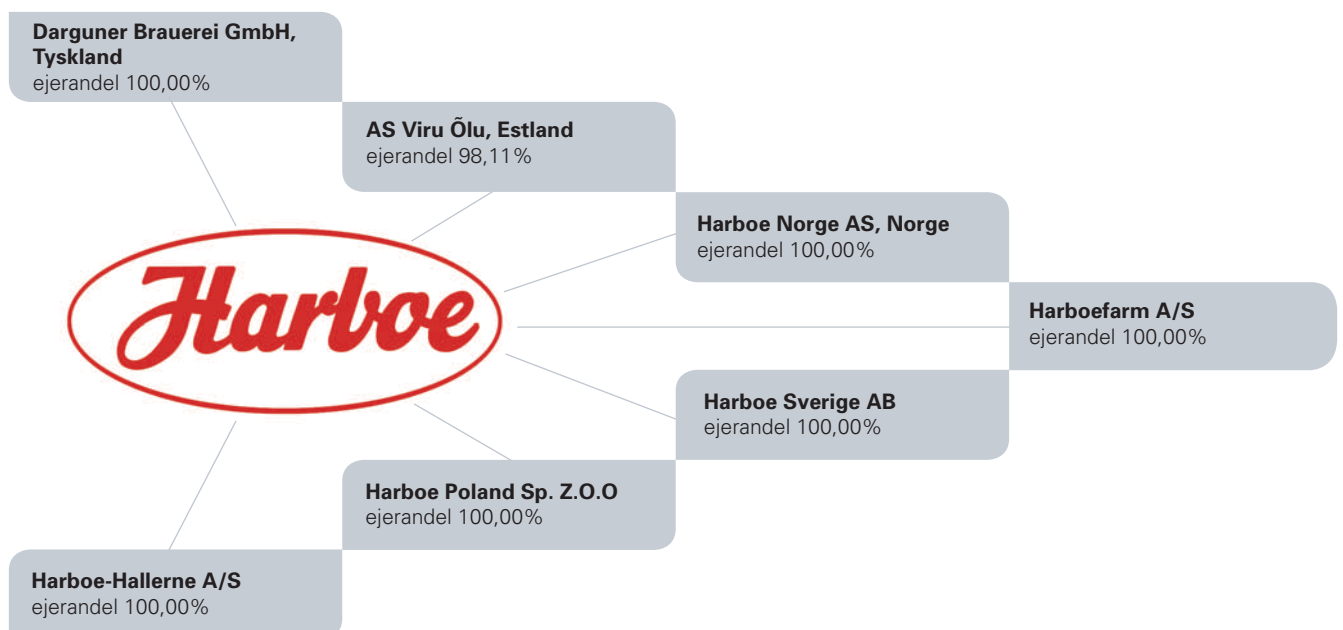 Darguner Brauerei GmbH,
Tyskland
ejerandel 100,00%
AS Viru Õlu, Estland
ejerandel 98,11%
Harboe Norge AS, Norge
ejerandel 100,00%
Harboe
Harboefarm A/S
ejerandel 100,00%
Harboe Sverige AB
ejerandel 100,00%
Harboe Poland Sp. Z.O.O
ejerandel 100,00%
Harboe-Hallerne A/S
ejerandel 100,00%